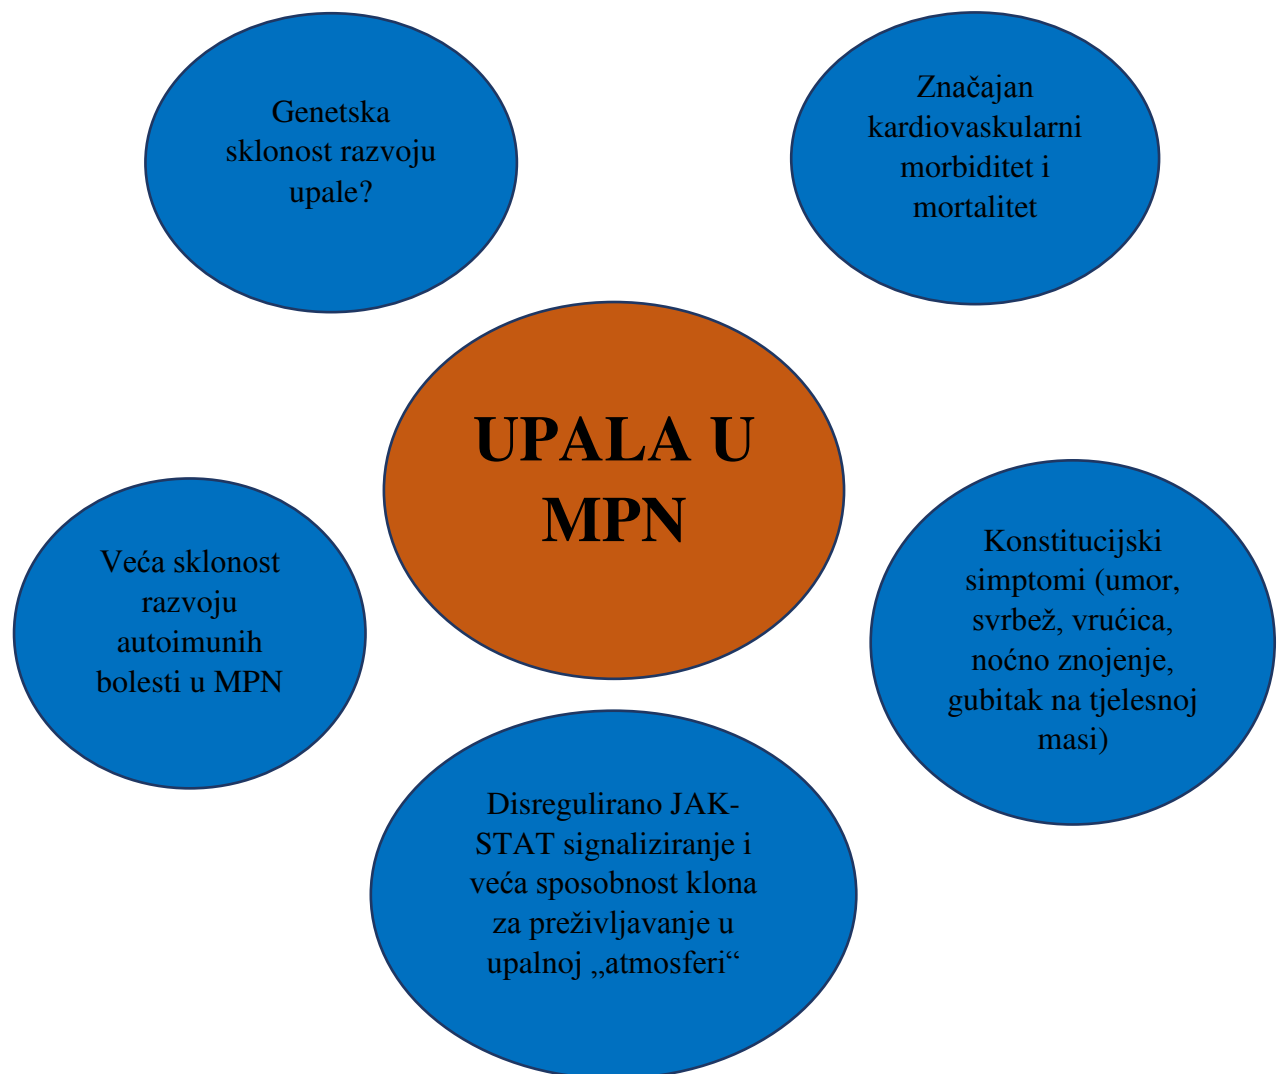 Genetska
sklonost razvoju
upale?
Značajan
kardiovaskularni
morbiditet i
mortalitet
UPALA U
MPN
Veća sklonost
razvoju
autoimunih
bolesti u MPN
Konstitucijski
simptomi (umor,
svrbež, vrućica,
noćno znojenje,
gubitak na tjelesnoj
masi)
Disregulirano JAK-
STAT signaliziranje i
veća sposobnost klona
za preživljavanje u
upalnoj „atmosferi“